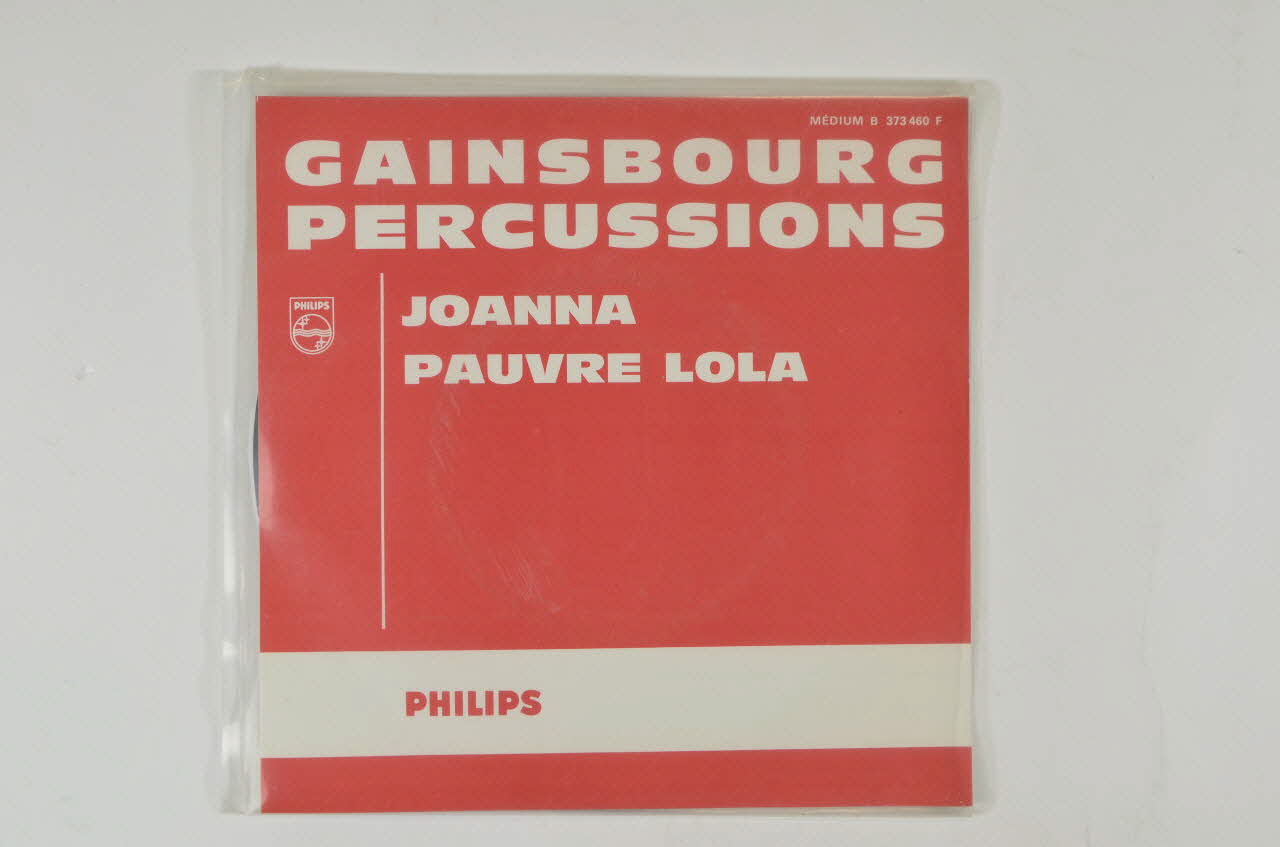 MÉDIUM B 373 460 F
GAINSBOURG
PERCUSSIONS
PHILIPS
JOANNA
PAUVRE LOLA
PHILIPS